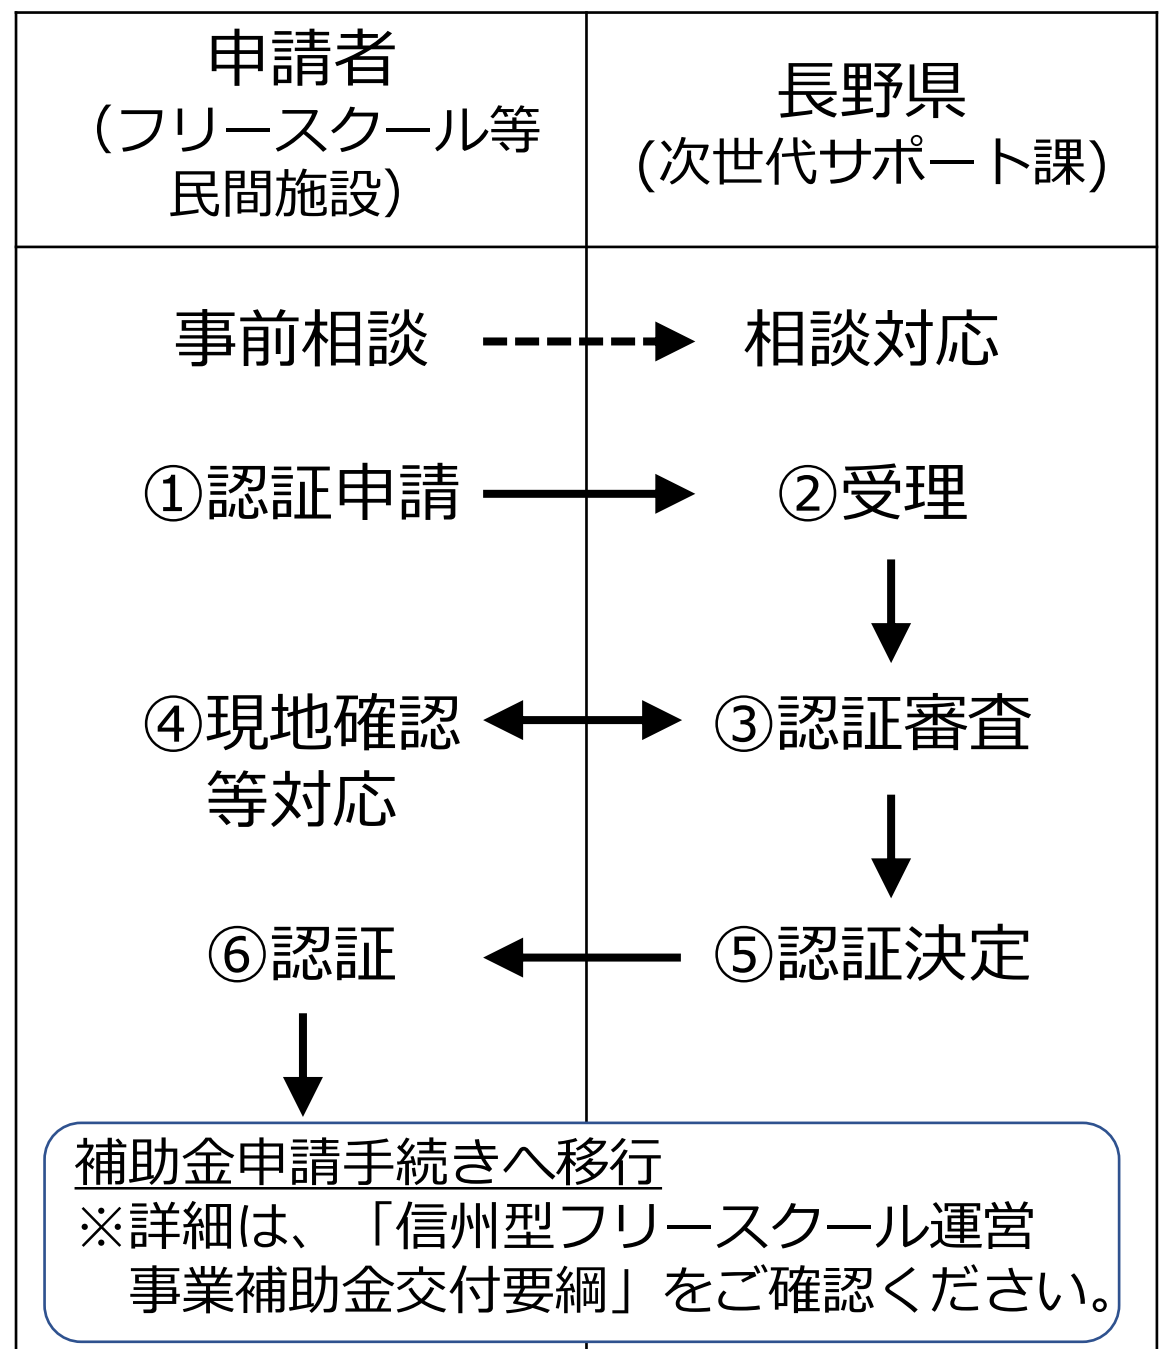 申請者
（フリースクール等
民間施設）
長野県
(次世代サポート課)
事前相談
相談対応
①認証申請
②受理
④現地確認
等対応
③認証審査
⑥認証
⑤認証決定
補助金申請手続きへ移行
※詳細は、「信州型フリースクール運営
事業補助金交付要綱」をご確認ください。